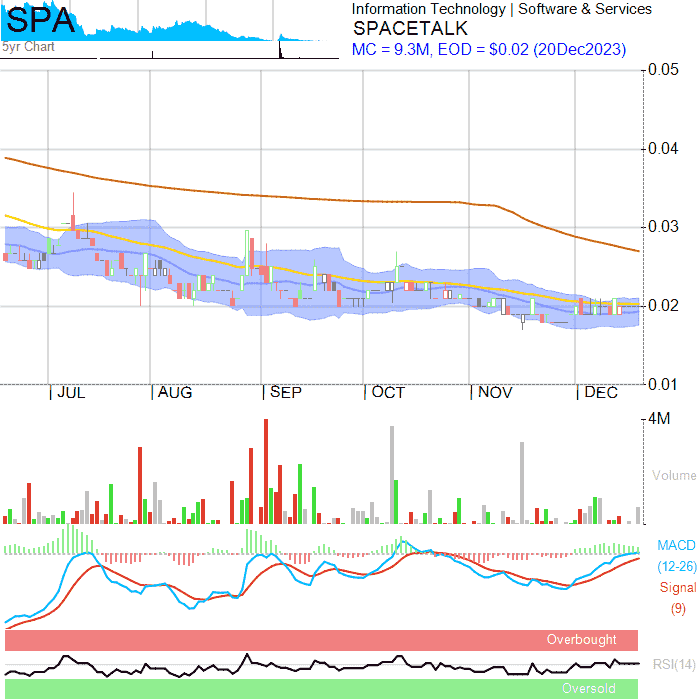 SPA
5yr Chart
Information Technology | Software & Services
SPACETALK
MC = 9.3M, EOD = $0.02 (20Dec2023)
0.05
0.04
0.03
0.02
0.01
| JUL | AUG | SEP | OCT | NOV | DEC
4M
Volume
MACD
(12-26)
Signal
(9)
Overbought
RSI(14)
Oversold